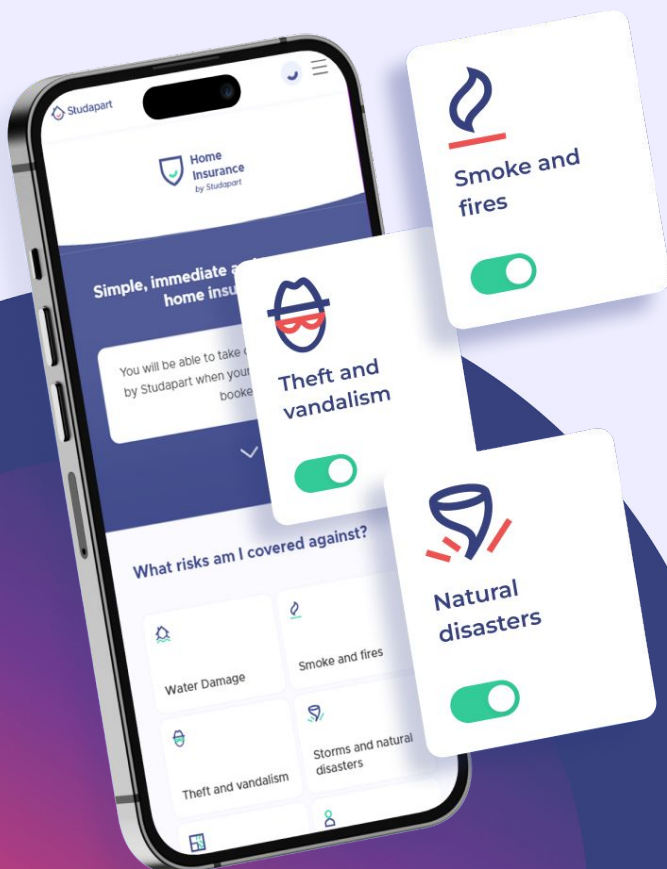 Studapart
Home
Insurance
by Studapart
Simple, immediate a
home insu
You will be able to take
by Studapart when your
booke
What risks am I covered against?
Water Damage
Smoke and fires
Theft and vandalism
Storms and natural
disasters
Smoke and
fires
Theft and
vandalism
Natural
disasters